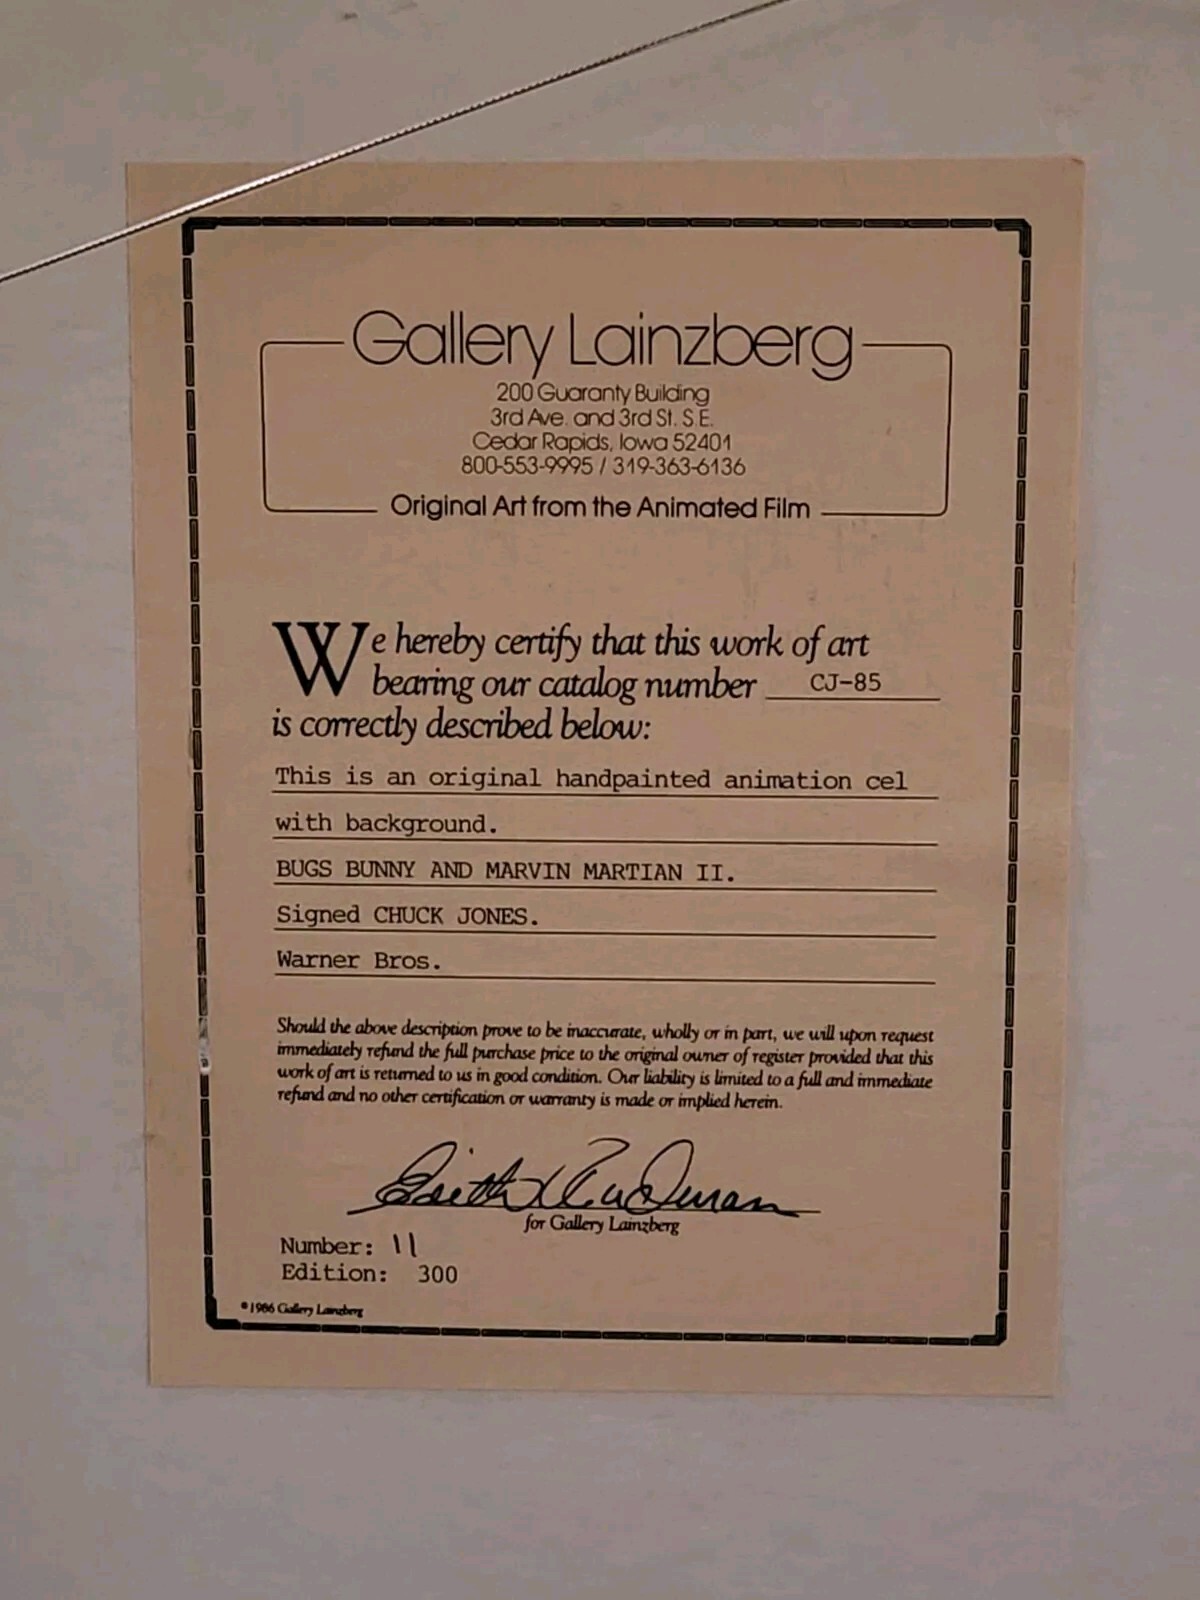 Gallery Lainzberg
200 Guaranty Building
3rd Ave. and 3rd St. S.E.
Cedar Rapids, Iowa 52401
800-553-9995 / 319-363-6136
Original Art from the Animated Film
We hereby certify that this work of art
bearing our catalog number CJ-85
is correctly described below:
This is an original handpainted animation cel
with background.
BUGS BUNNY AND MARVIN MARTIAN II.
Signed CHUCK JONES.
Warner Bros.
Should the above description prove to be inaccurate, wholly or in part, we will upon request
immediately refund the full purchase price to the original owner of register provided that this
work of art is returned to us in good condition. Our liability is limited to a full and immediate
refund and no other certification or warranty is made or implied herein.
for Gallery Lainzberg
Number: 11
Edition: 300
©1986 Gallery Lainzberg